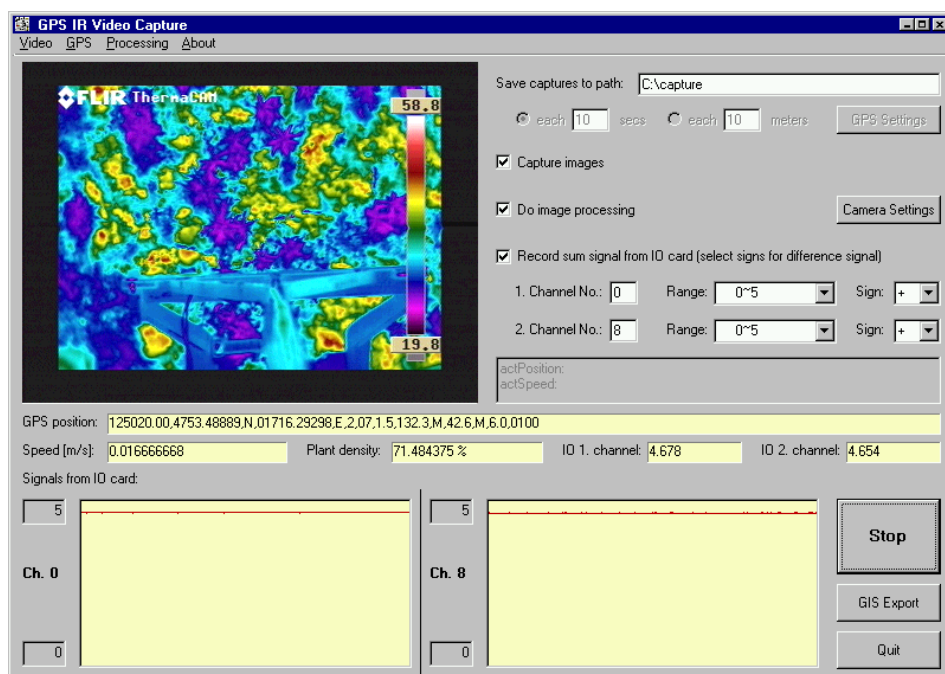 GPS IR Video Capture
Video GPS Processing About
FLIR ThermaCAM
58.8
19.8
Save captures to path: C:\capture
each 10 secs each 10 meters GPS Settings
Capture images
Do image processing Camera Settings
Record sum signal from IO card (select signs for difference signal)
1. Channel No.: 0 Range: 0~5 Sign: +
2. Channel No.: 8 Range: 0~5 Sign: +
actPosition:
actSpeed:
GPS position: 125020.00,4753.48889,N,01716.29298,E,2,07,1.5,132.3,M,42.6,M,6.0,0100
Speed [m/s]: 0.016666668 Plant density: 71.484375 % IO 1. channel: 4.678 IO 2. channel: 4.654
Signals from IO card:
5 5
Stop
Ch. 0 Ch. 8
GIS Export
0 0
Quit